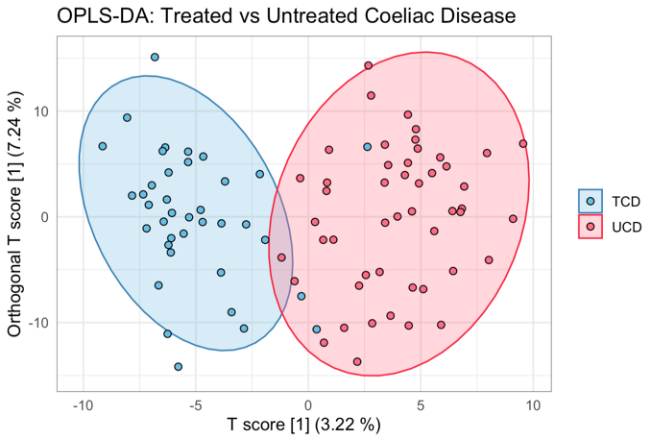 OPLS-DA: Treated vs Untreated Coeliac Disease
Orthogonal T score [1] (7.24 %)
10
0
-10
-10
-5
0
5
10
T score [1] (3.22 %)
TCD
UCD